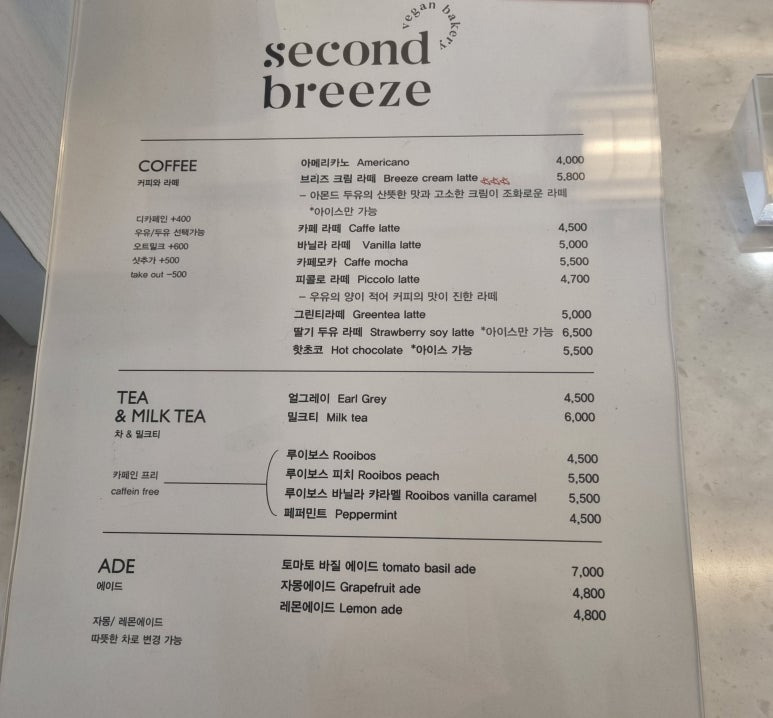 vegan bakery
second
breeze
COFFEE
커피와 라떼
디카페인 +400
우유/두유 선택가능
오트밀크 +600
샷추가 +500
take out -500
아메리카노 Americano 4,000
브리즈 크림 라떼 Breeze cream latte ☆☆☆ 5,800
- 아몬드 두유의 산뜻한 맛과 고소한 크림이 조화로운 라떼
*아이스만 가능
카페 라떼 Caffe latte 4,500
바닐라 라떼 Vanilla latte 5,000
카페모카 Caffe mocha 5,500
피콜로 라떼 Piccolo latte 4,700
- 우유의 양이 적어 커피의 맛이 진한 라떼
그린티라떼 Greentea latte 5,000
딸기 두유 라떼 Strawberry soy latte *아이스만 가능 6,500
핫초코 Hot chocolate *아이스 가능 5,500
TEA
& MILK TEA
차 & 밀크티
얼그레이 Earl Grey 4,500
밀크티 Milk tea 6,000
카페인 프리
caffein free
루이보스 Rooibos 4,500
루이보스 피치 Rooibos peach 5,500
루이보스 바닐라 캬라멜 Rooibos vanilla caramel 5,500
페퍼민트 Peppermint 4,500
ADE
에이드
자몽/ 레몬에이드
따뜻한 차로 변경 가능
토마토 바질 에이드 tomato basil ade 7,000
자몽에이드 Grapefruit ade 4,800
레몬에이드 Lemon ade 4,800